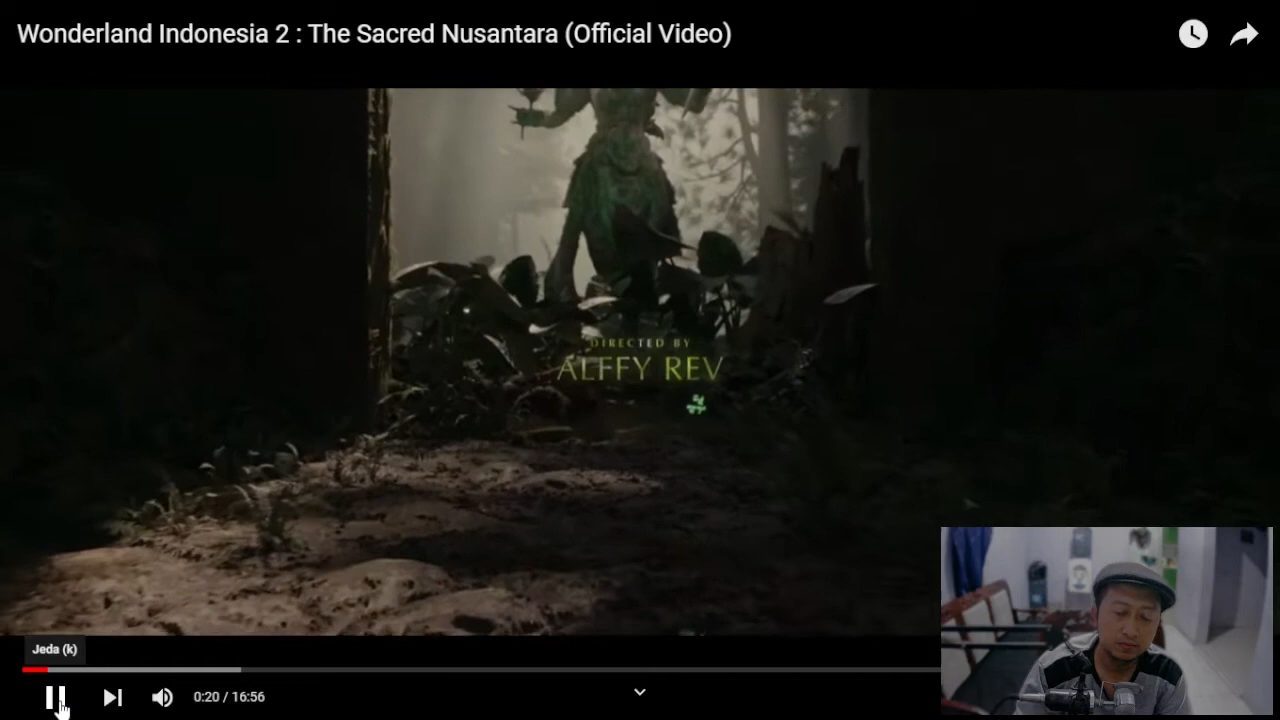 Wonderland Indonesia 2 : The Sacred Nusantara (Official Video)
DIRECTED BY
ALFFY REV
Jeda (k)
0:20 / 16:56